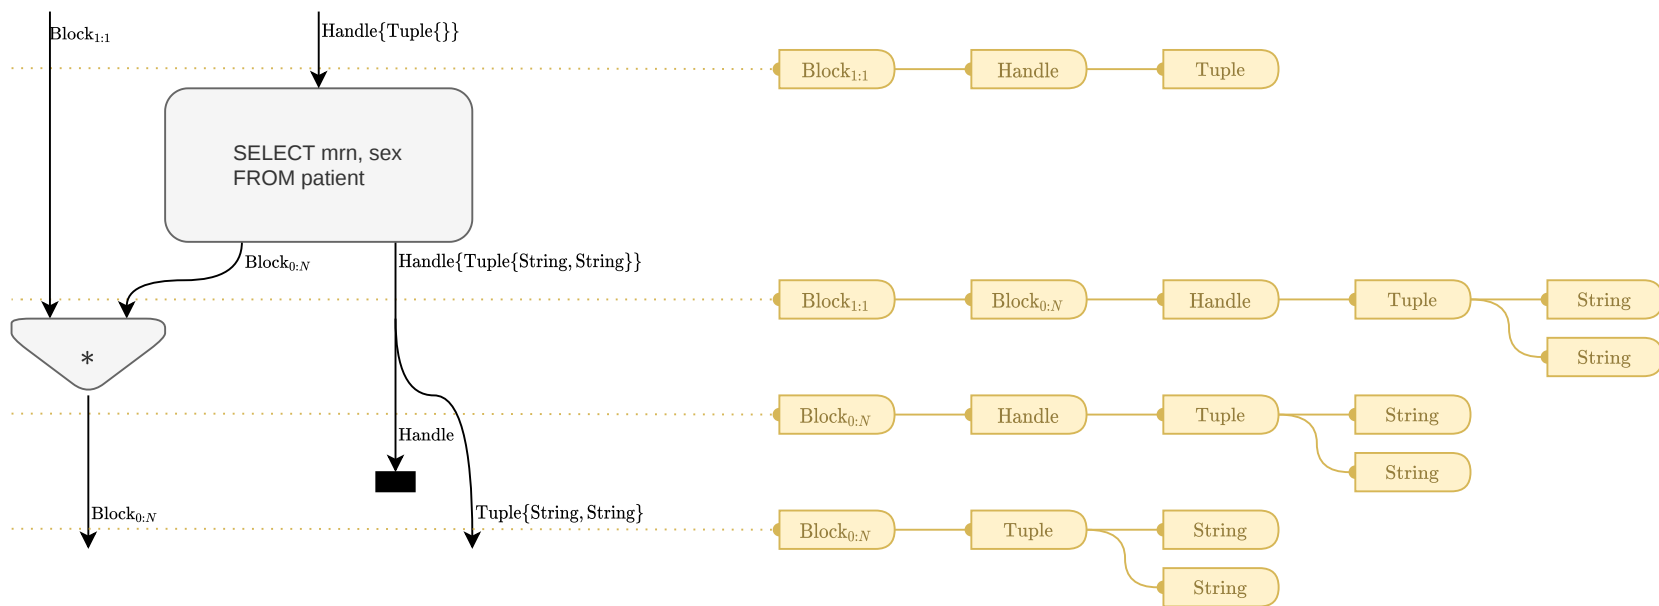 Block₁:₁
Handle{Tuple{}}
Block₁:₁ Handle Tuple
SELECT mrn, sex
FROM patient
Block₀:N
Handle{Tuple{String, String}}
Block₁:₁ Block₀:N Handle Tuple String
String
*
Block₀:N Handle Tuple String
Handle
String
Block₀:N
Tuple{String, String}
Block₀:N Tuple String
String